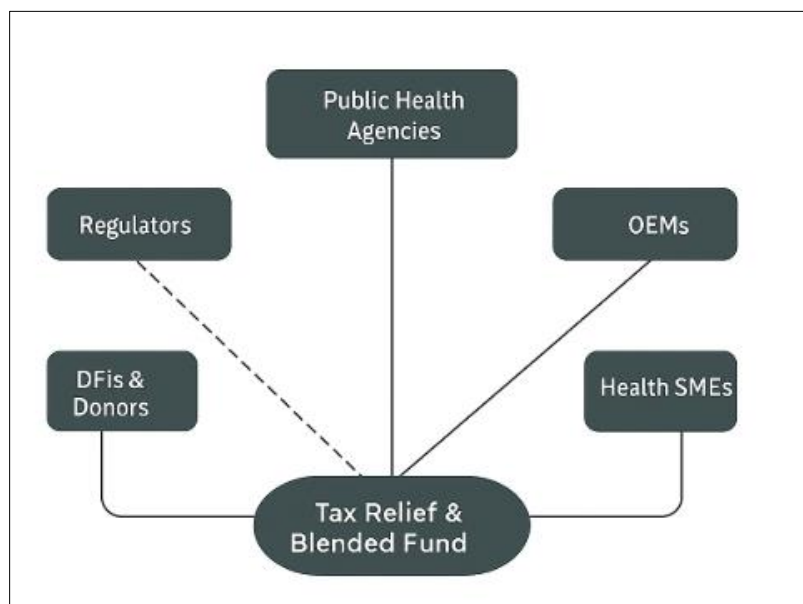 Public Health
Agencies
Regulators
OEMs
DFis &
Donors
Health SMEs
Tax Relief &
Blended Fund